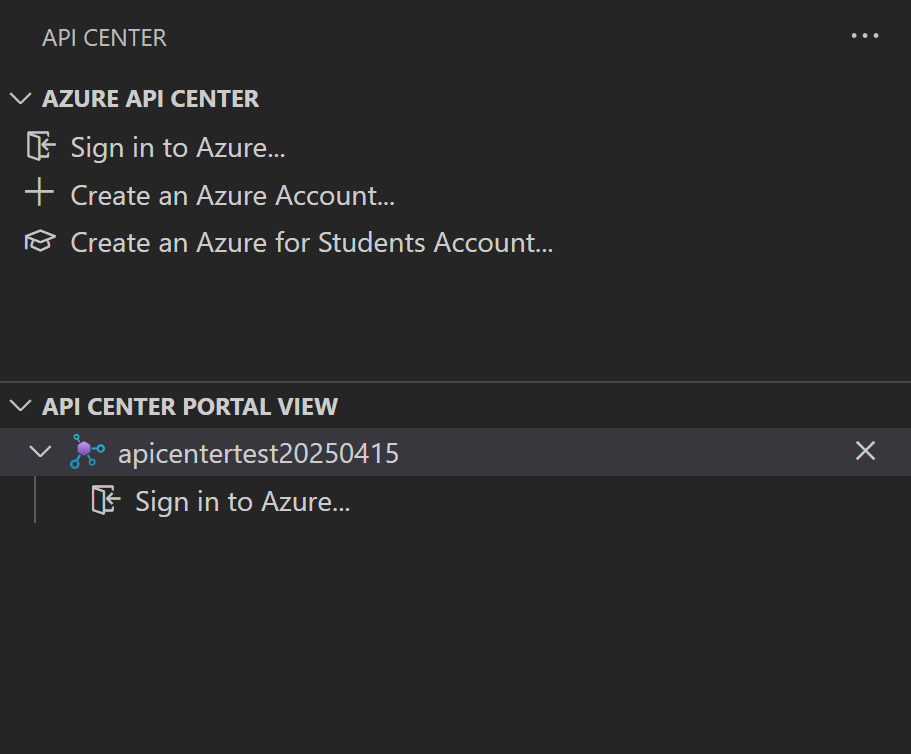 API CENTER
AZURE API CENTER
Sign in to Azure...
Create an Azure Account...
Create an Azure for Students Account...
API CENTER PORTAL VIEW
apicentertest20250415
Sign in to Azure...